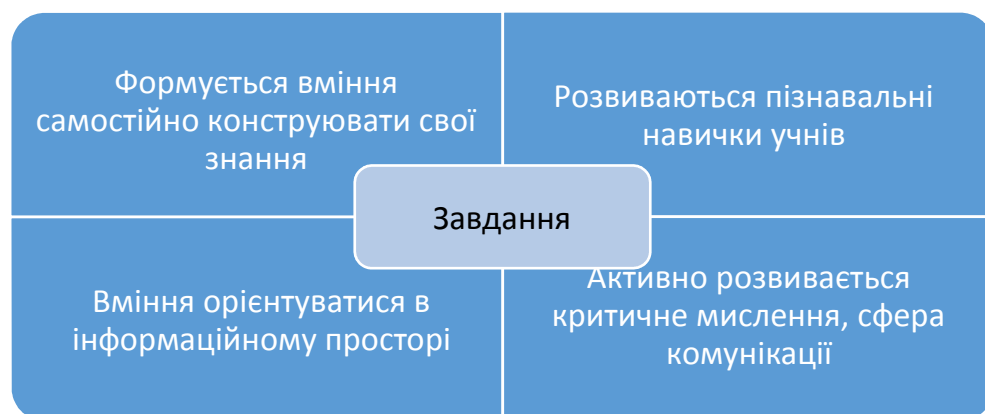 Формується вміння
самостійно конструювати свої
знання
Розвиваються пізнавальні
навички учнів
Завдання
Вміння орієнтуватися в
інформаційному просторі
Активно розвивається
критичне мислення, сфера
комунікації